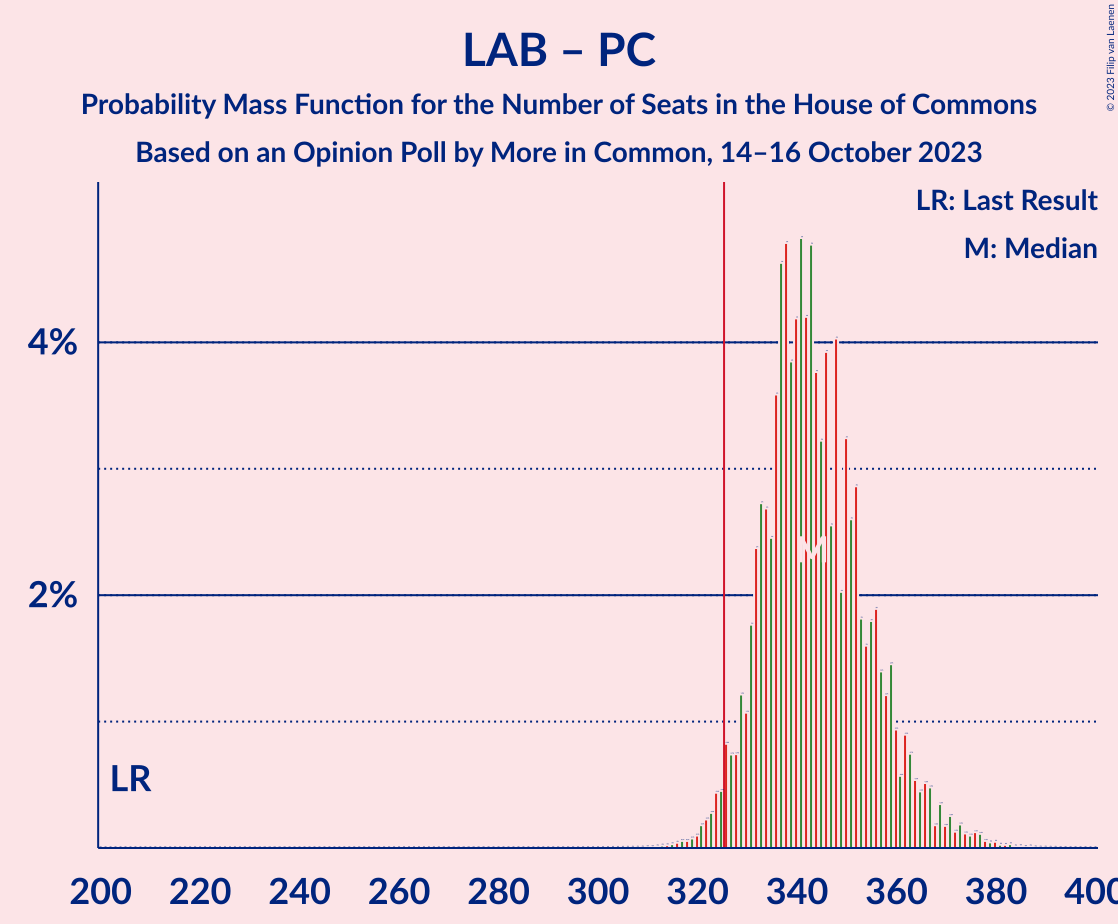 LAB – PC
Probability Mass Function for the Number of Seats in the House of Commons
Based on an Opinion Poll by More in Common, 14–16 October 2023
© 2023 Filip van Laenen
LR: Last Result
M: Median
4%
2%
M
LR
200 220 240 260 280 300 320 340 360 380 400